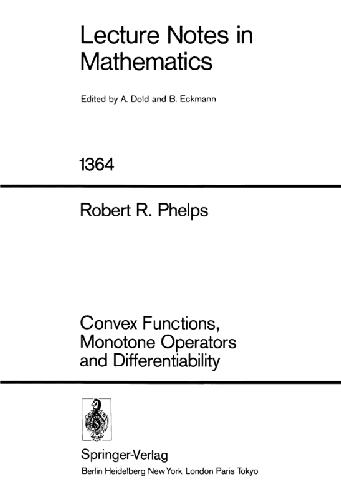 Lecture Notes in
Mathematics
Edited by A. Dold and B. Eckmann
1364
Robert R. Phelps
Convex Functions,
Monotone Operators
and Differentiability
Springer-Verlag
Berlin Heidelberg New York London Paris Tokyo